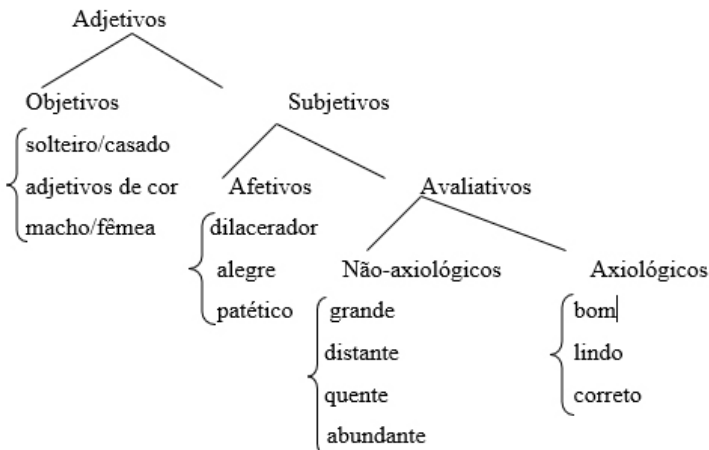 Adjetivos
Objetivos
Subjetivos
solteiro/casado
adjetivos de cor
macho/fêmea
Afetivos
Avaliativos
dilacerador
alegre
patético
Não-axiológicos
Axiológicos
grande
distante
quente
abundante
bom
lindo
correto